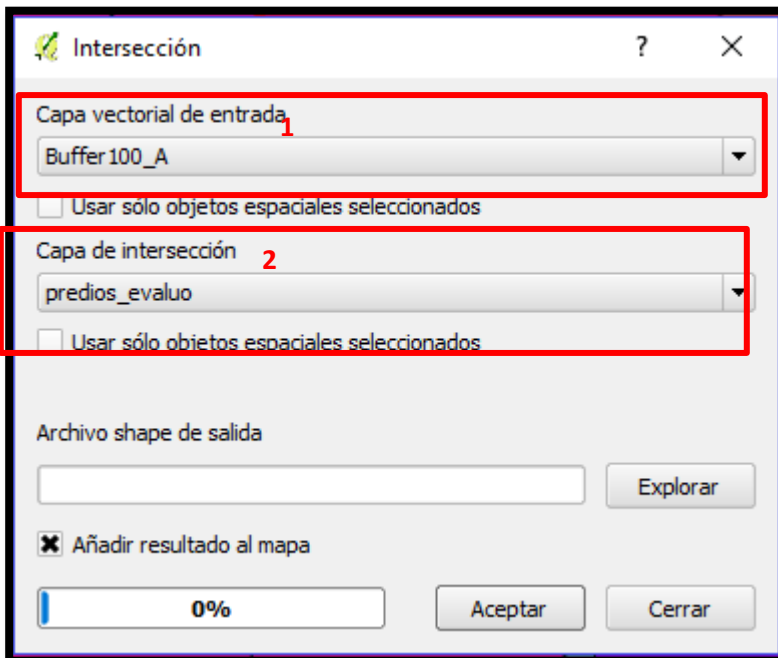 Intersección ? ×
Capa vectorial de entrada
1
Buffer100_A
Usar sólo objetos espaciales seleccionados
Capa de intersección 2
predios_evaluo
Usar sólo objetos espaciales seleccionados
Archivo shape de salida
Explorar
Añadir resultado al mapa
0% Aceptar Cerrar